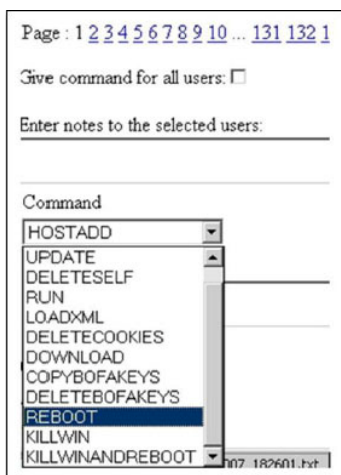 Page : 1 2 3 4 5 6 7 8 9 10 ... 131 132 1
Give command for all users:
Enter notes to the selected users:
Command
HOSTADD
UPDATE
DELETESELF
RUN
LOADXML
DELETECOOKIES
DOWNLOAD
COPYBOFAKEYS
DELETEBOFAKEYS
REBOOT
KILLWIN
KILLWINANDREBOOT
007_182601.txt